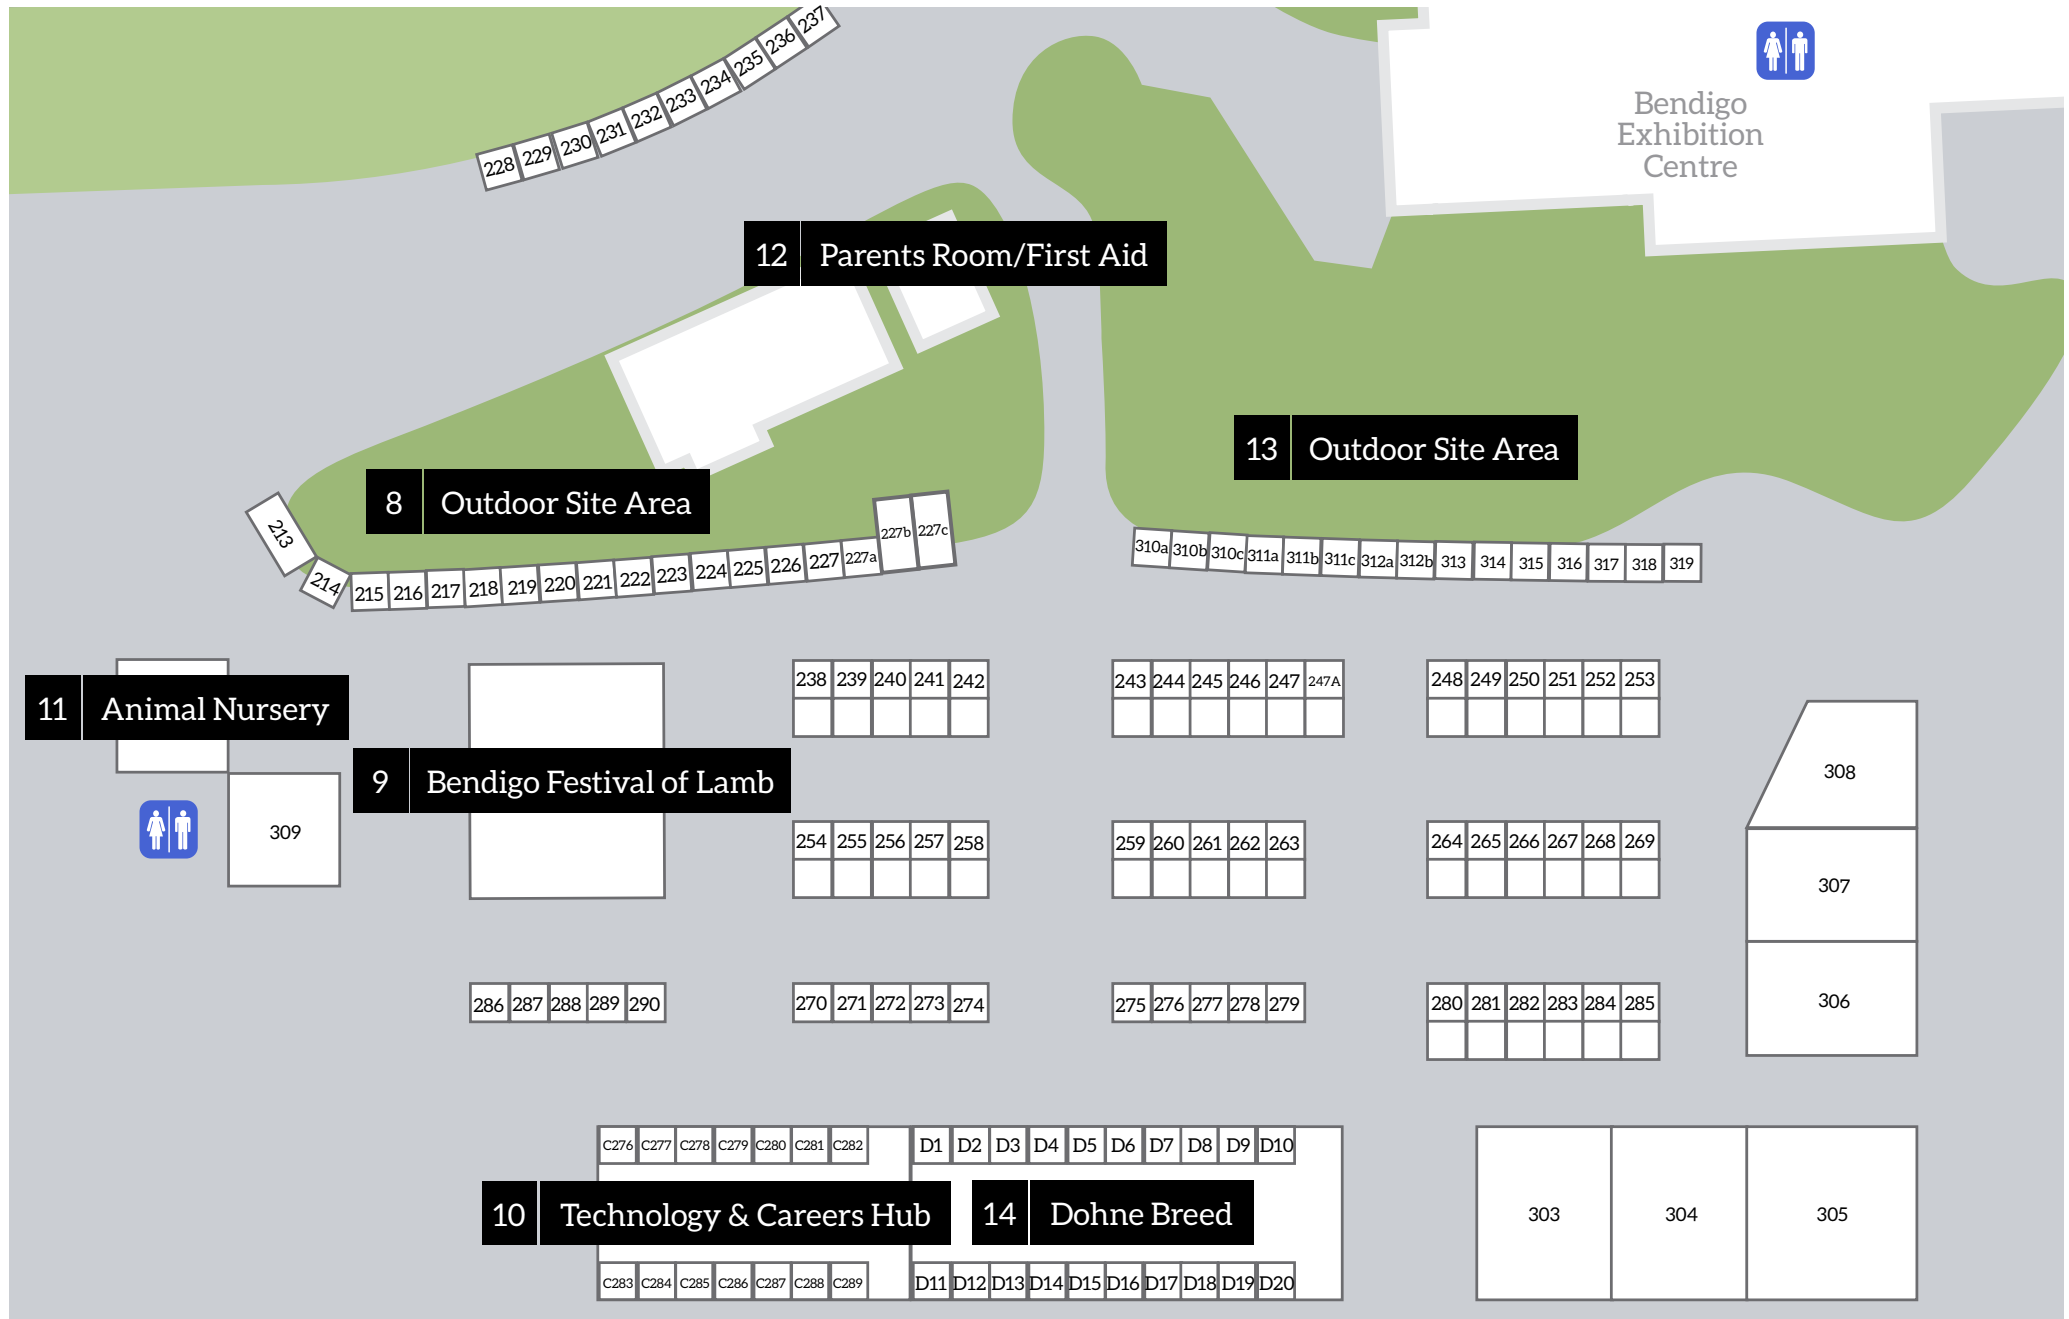 237
236
235
234
233
232
231
230
229
228
Bendigo
Exhibition
Centre
12 Parents Room/First Aid
13 Outdoor Site Area
8 Outdoor Site Area
213
214
215 216 217 218 219 220 221 222 223 224 225 226 227 227a 227b 227c
310a 310b 310c 311a 311b 311c 312a 312b 313 314 315 316 317 318 319
11 Animal Nursery
238 239 240 241 242
243 244 245 246 247 247A
248 249 250 251 252 253
9 Bendigo Festival of Lamb
308
309
254 255 256 257 258
259 260 261 262 263
264 265 266 267 268 269
307
286 287 288 289 290
270 271 272 273 274
275 276 277 278 279
280 281 282 283 284 285
306
C276 C277 C278 C279 C280 C281 C282
D1 D2 D3 D4 D5 D6 D7 D8 D9 D10
10 Technology & Careers Hub
14 Dohne Breed
303 304 305
C283 C284 C285 C286 C287 C288 C289
D11 D12 D13 D14 D15 D16 D17 D18 D19 D20